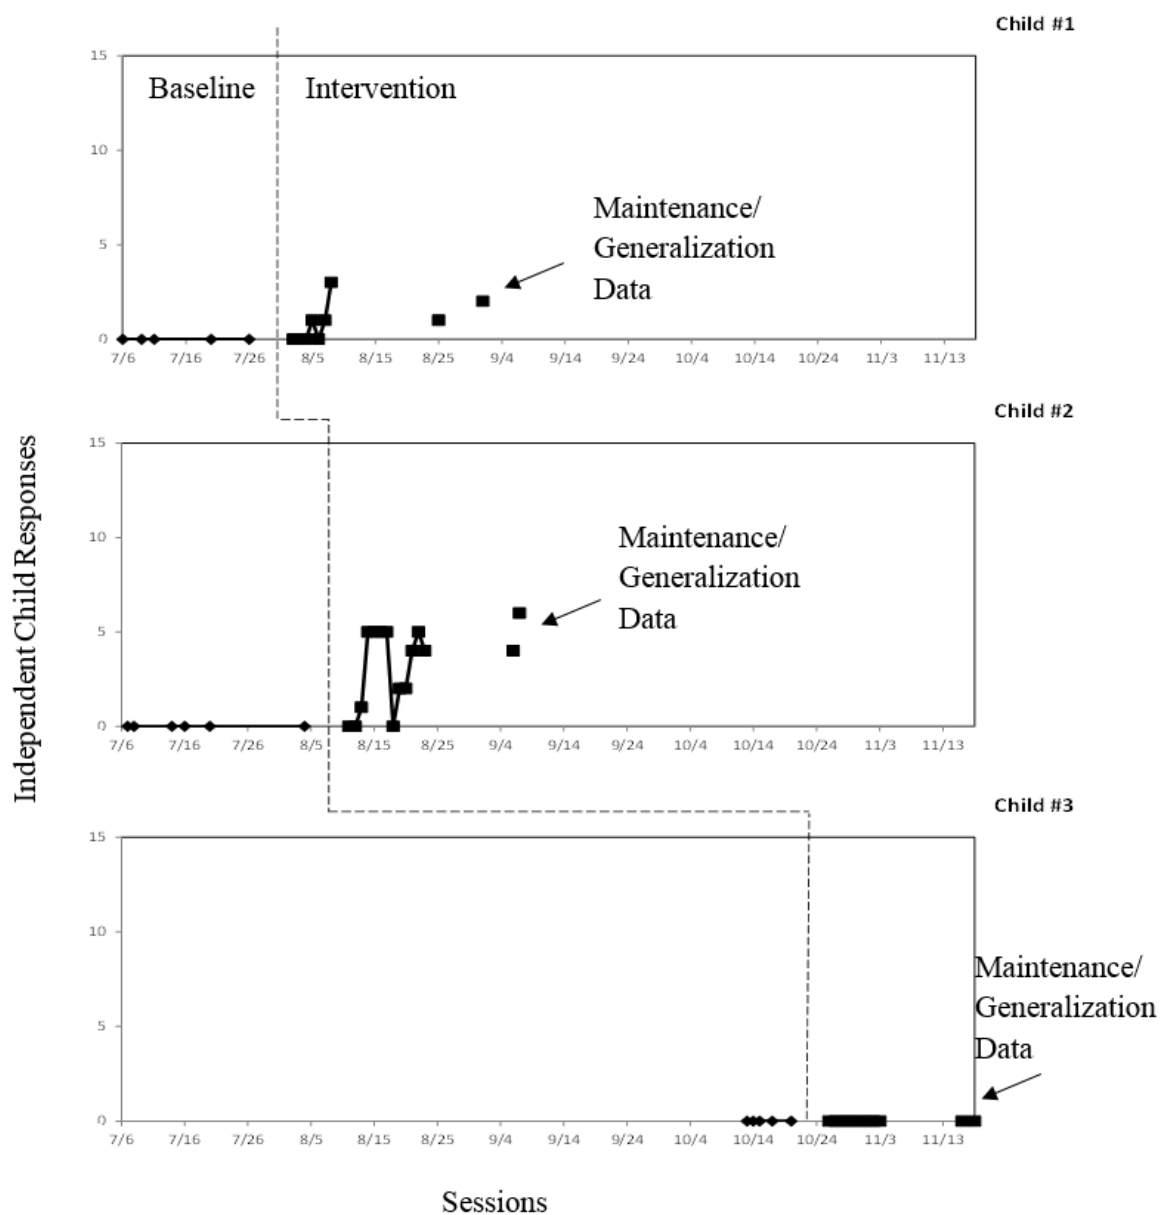 Child #1
15
Baseline Intervention
10
Maintenance/
Generalization
Data
5
0
7/6 7/16 7/26 8/5 8/15 8/25 9/4 9/14 9/24 10/4 10/14 10/24 11/3 11/13
Child #2
15
10
Maintenance/
Generalization
Data
5
0
7/6 7/16 7/26 8/5 8/15 8/25 9/4 9/14 9/24 10/4 10/14 10/24 11/3 11/13
Independent Child Responses
Child #3
15
10
Maintenance/
Generalization
Data
5
0
7/6 7/16 7/26 8/5 8/15 8/25 9/4 9/14 9/24 10/4 10/14 10/24 11/3 11/13
Sessions